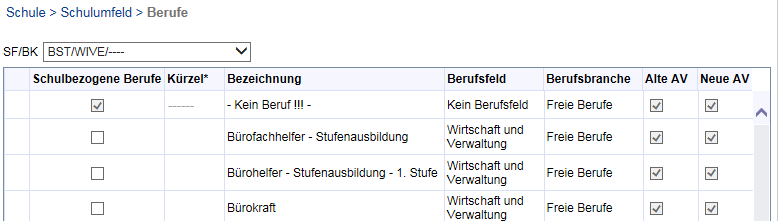 Schule > Schulumfeld > Berufe
SF/BK BST/WIVE/----
Schulbezogene Berufe Kürzel* Bezeichnung Berufsfeld Berufsbranche Alte AV Neue AV
------ - Kein Beruf !!! - Kein Berufsfeld Freie Berufe
Bürofachhelfer - Stufenausbildung Wirtschaft und Verwaltung Freie Berufe
Bürohelfer - Stufenausbildung - 1. Stufe Wirtschaft und Verwaltung Freie Berufe
Bürokraft Wirtschaft und Verwaltung Freie Berufe